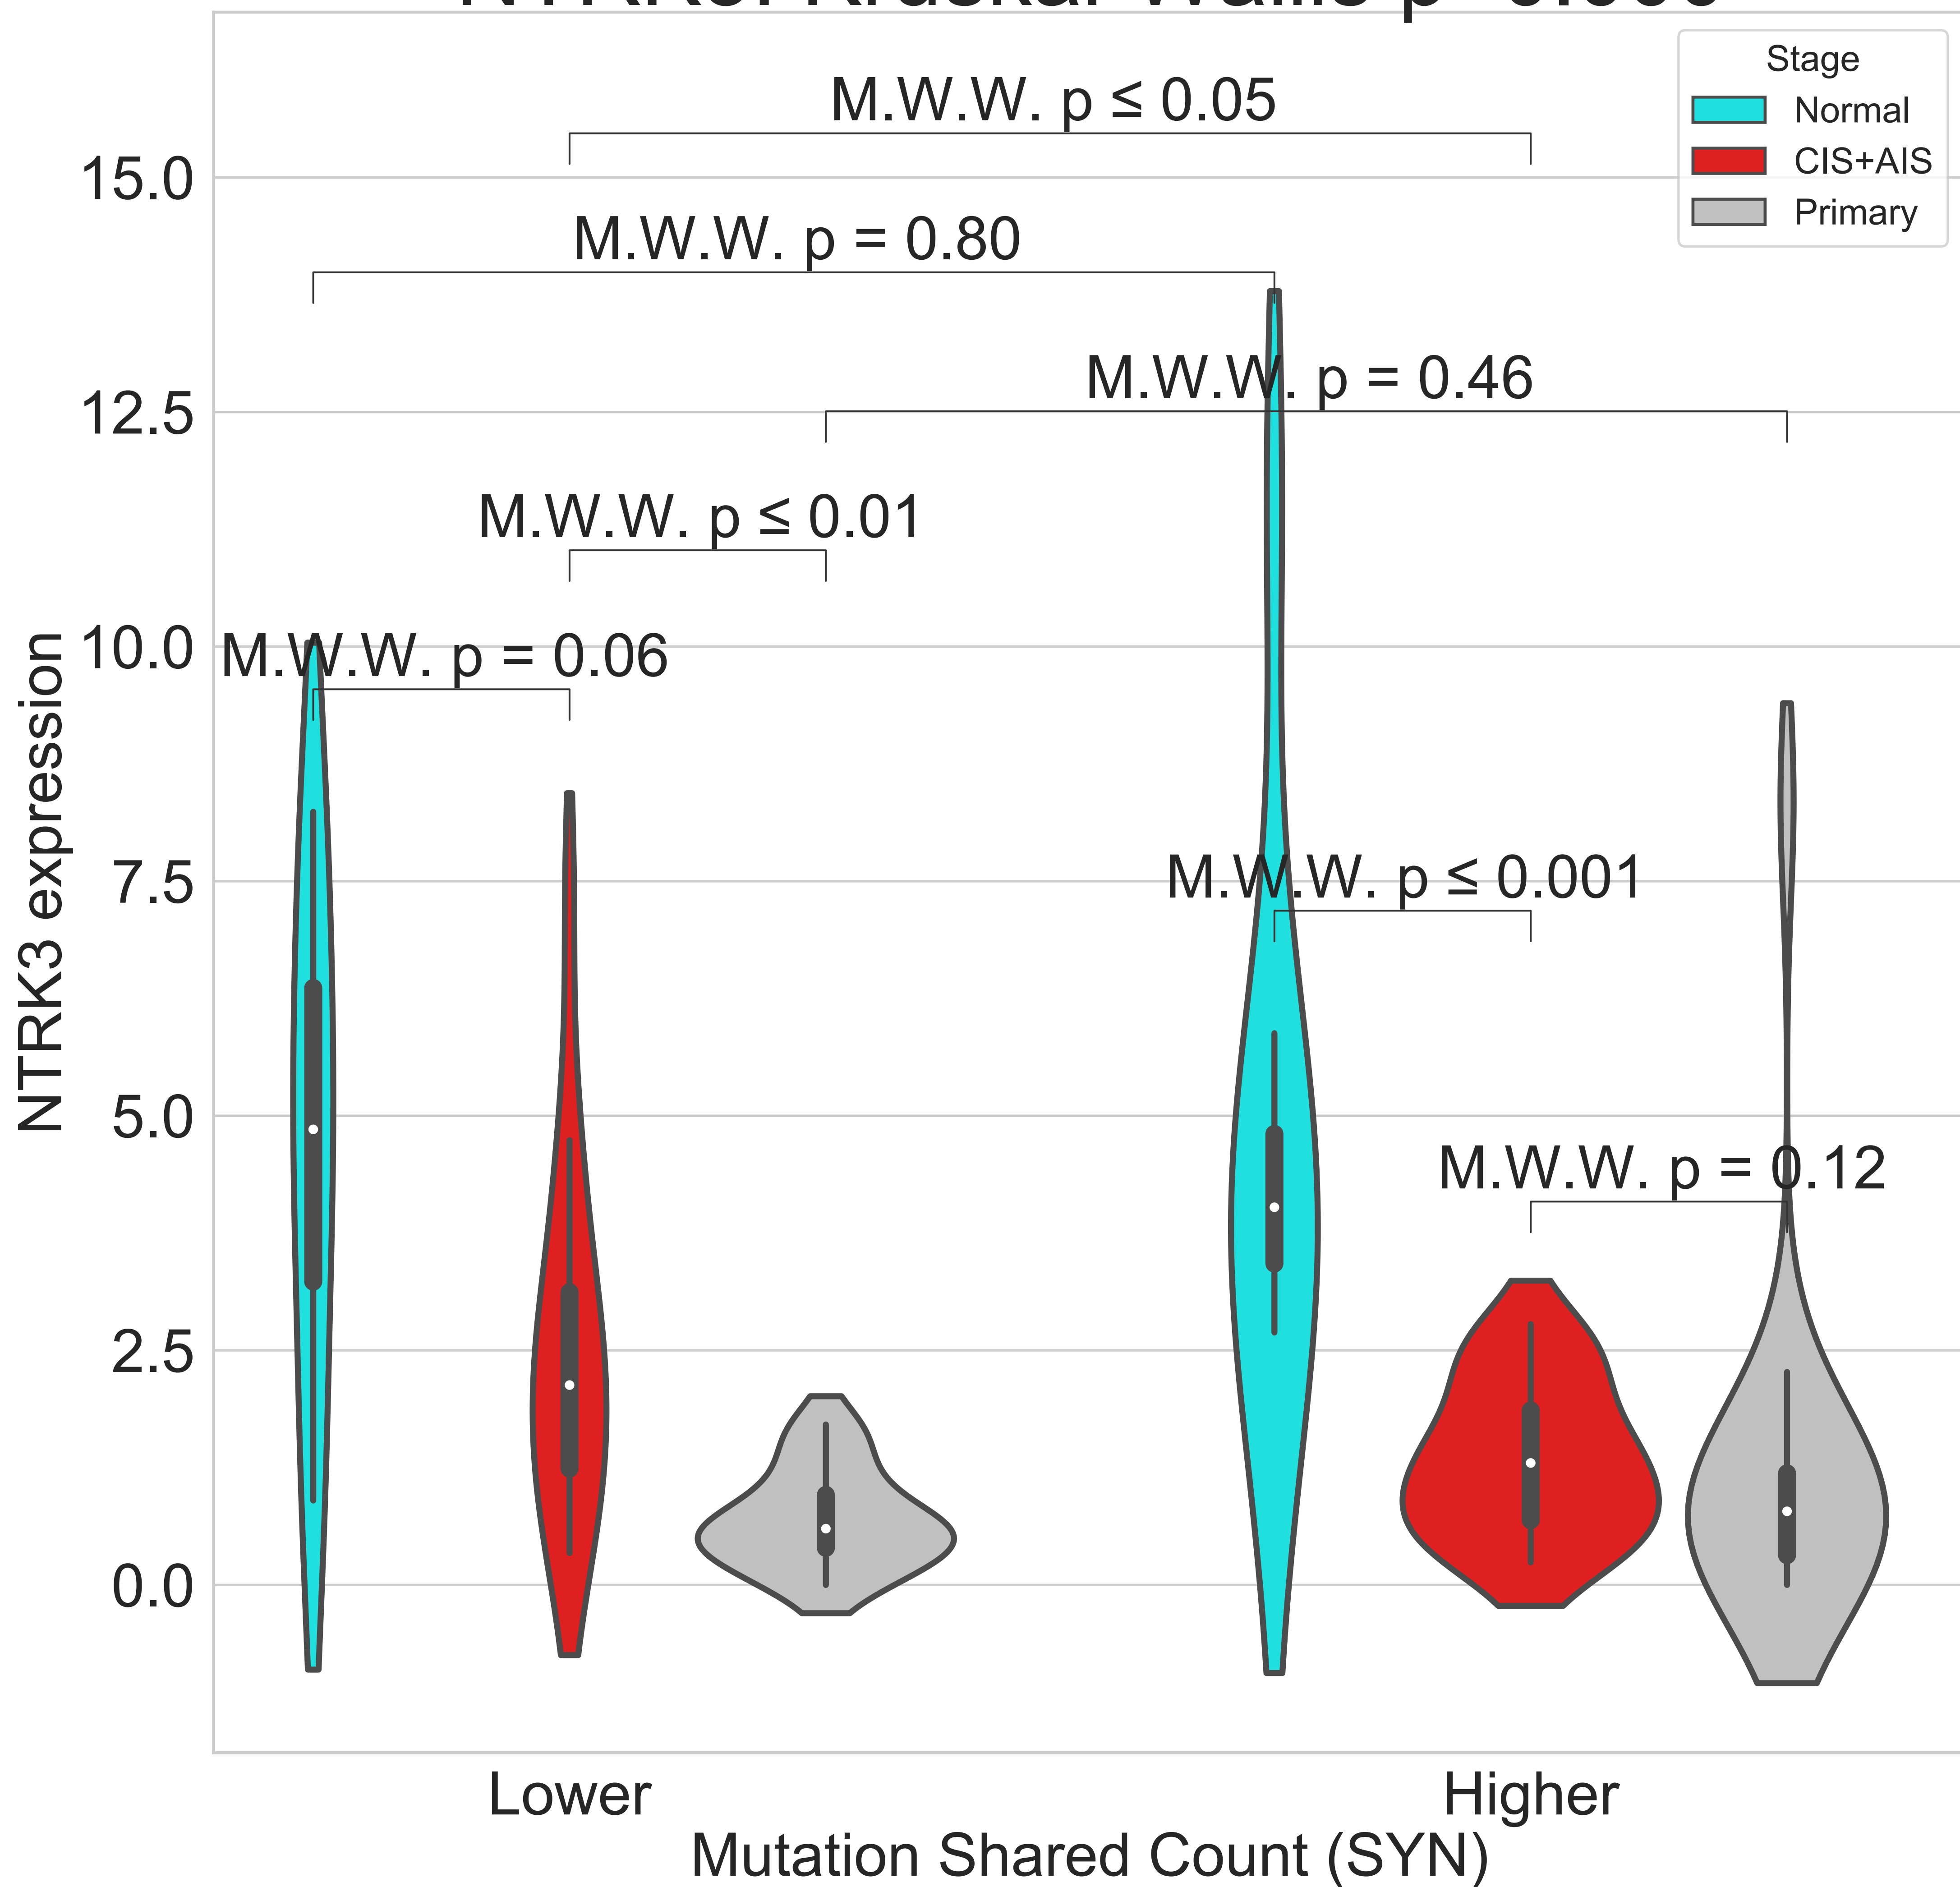 Stage
Normal
CIS+AIS
Primary
M.W.W. p ≤ 0.05
M.W.W. p = 0.80
M.W.W. p = 0.46
M.W.W. p ≤ 0.01
M.W.W. p = 0.06
M.W.W. p ≤ 0.001
M.W.W. p = 0.12
15.0
12.5
10.0
7.5
5.0
2.5
0.0
NTRK3 expression
Lower
Higher
Mutation Shared Count (SYN)